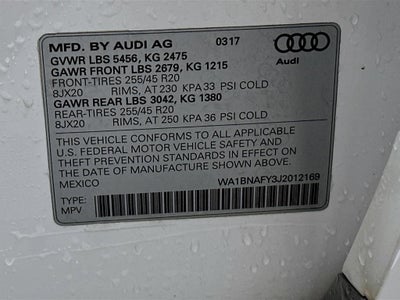 MFD. BY AUDI AG 03 17
GVWR LBS 5456, KG 2475
GAWR FRONT LBS 2679, KG 1215
FRONT-TIRES 255/45 R20
8JX20 RIMS, AT 230 KPA 33 PSI COLD
GAWR REAR LBS 3042, KG 1380
REAR-TIRES 255/45 R20
8JX20 RIMS, AT 250 KPA 36 PSI COLD
Audi
THIS VEHICLE CONFORMS TO ALL APPLICABLE
U.S. FEDERAL MOTOR VEHICLE SAFETY AND
THEFT PREVENTION STANDARDS IN EFFECT ON
THE DATE OF MANUFACTURE SHOWN ABOVE.
MEXICO WA1BNAFY3J2012169
TYPE:
MPV